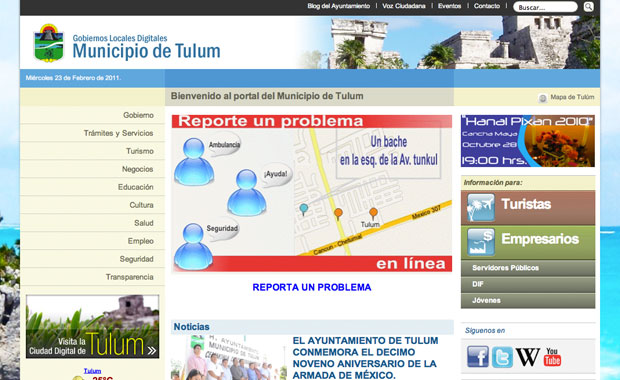 Blog del Ayuntamiento | Voz Ciudadana | Eventos | Contacto | Buscar...
Gobiernos Locales Digitales
Municipio de Tulum
Miércoles 23 de Febrero de 2011.
Bienvenido al portal del Municipio de Tulum
Mapa de Tulúm
Gobierno
Trámites y Servicios
Turismo
Negocios
Educación
Cultura
Salud
Empleo
Seguridad
Transparencia
Visita la
Ciudad Digital de
Tulum
Tulum
25°C
Reporte un problema
Ambulancia
¡Ayuda!
Seguridad
Un bache
en la esq. de la Av. tunkul
Tulum
Mexico 307
Cancun - Chetumal
en línea
REPORTA UN PROBLEMA
Noticias
EL AYUNTAMIENTO DE TULUM
CONMEMORA EL DECIMO
NOVENO ANIVERSARIO DE LA
ARMADA DE MÉXICO.
"Hanal Pixan 2010"
Cancha Maya
Octubre 28
19:00 hrs.
Información para:
Turistas
Empresarios
Servidores Públicos
DIF
Jóvenes
Siguenos en
f
t
W
You
Tube